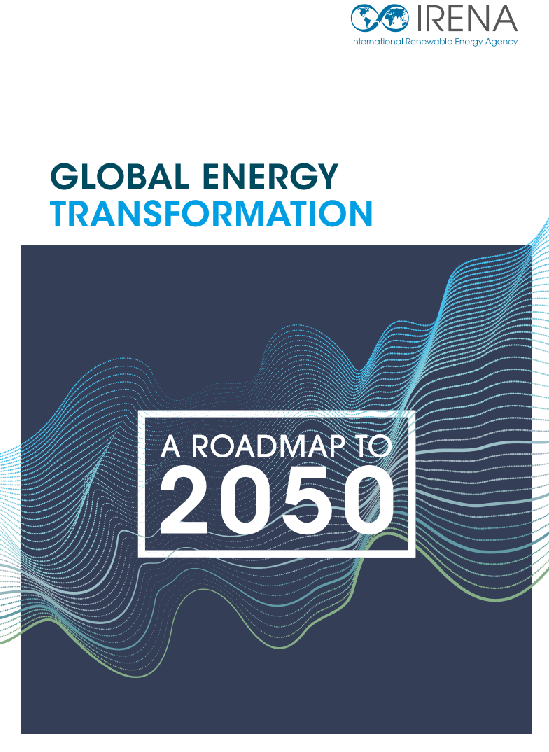 IRENA
International Renewable Energy Agency
GLOBAL ENERGY
TRANSFORMATION
A ROADMAP TO
2050